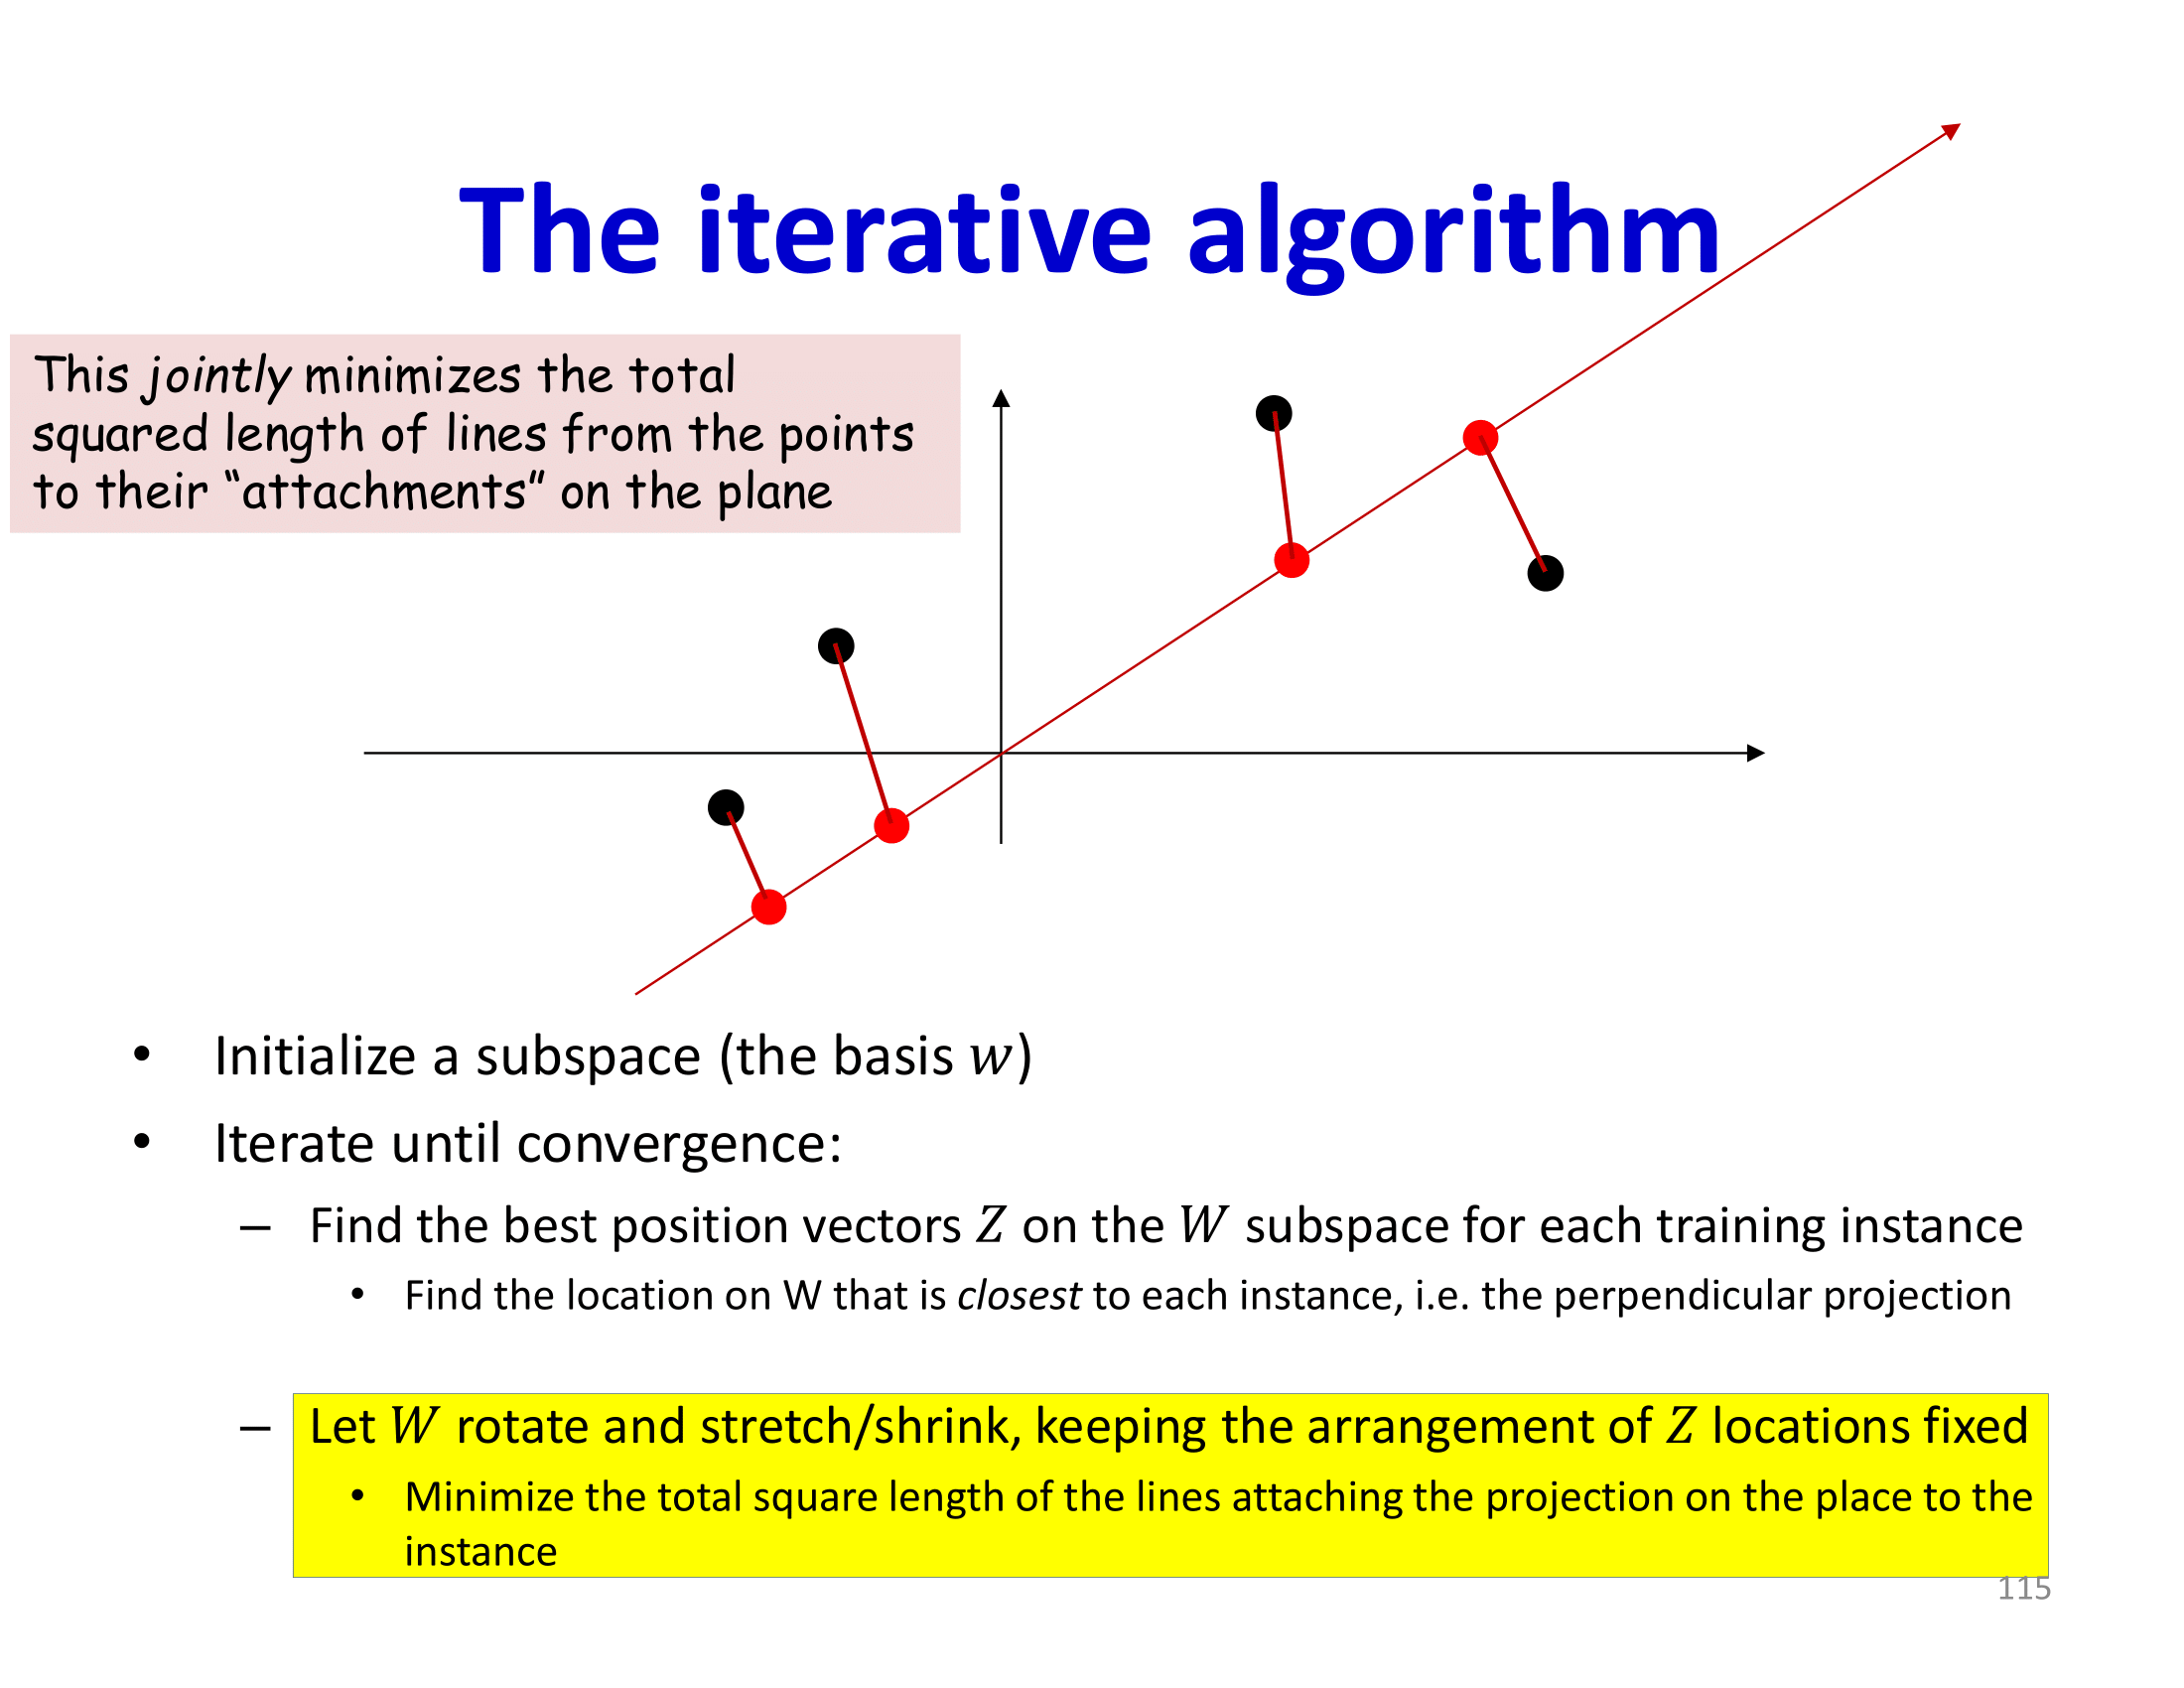 The iterative algorithm
This jointly minimizes the total
squared length of lines from the points
to their “attachments” on the plane
• Initialize a subspace (the basis w)
• Iterate until convergence:
– Find the best position vectors Z on the W subspace for each training instance
• Find the location on W that is closest to each instance, i.e. the perpendicular projection
– Let W rotate and stretch/shrink, keeping the arrangement of Z locations fixed
• Minimize the total square length of the lines attaching the projection on the place to the
instance
115